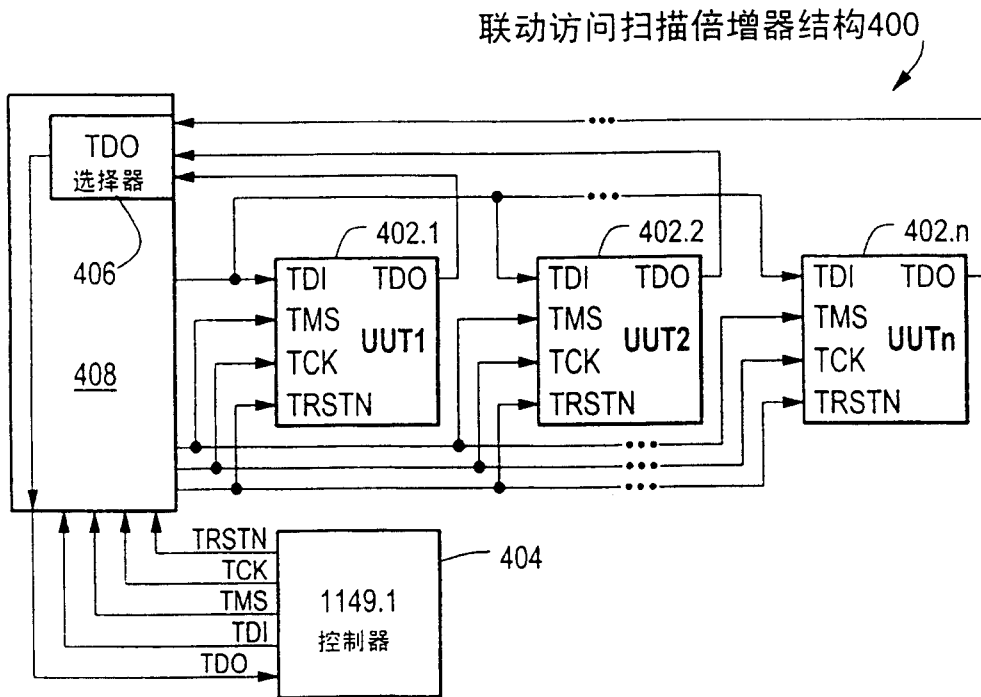 联动访问扫描倍增器结构400
TDO
选择器
406
408
402.1
TDI TDO
TMS
UUT1
TCK
TRSTN
402.2
TDI TDO
TMS
UUT2
TCK
TRSTN
402.n
TDI TDO
TMS
UUTn
TCK
TRSTN
TRSTN
TCK
TMS
TDI
TDO
404
1149.1
控制器